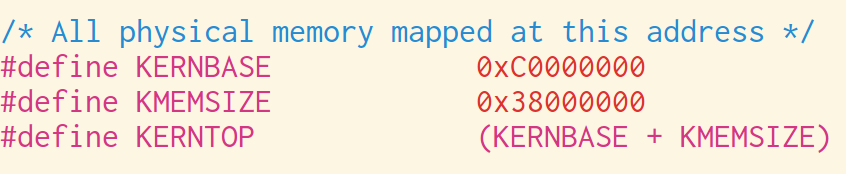 /* All physical memory mapped at this address */
#define KERNBASE 0xC0000000
#define KMEMSIZE 0x38000000
#define KERNTOP (KERNBASE + KMEMSIZE)